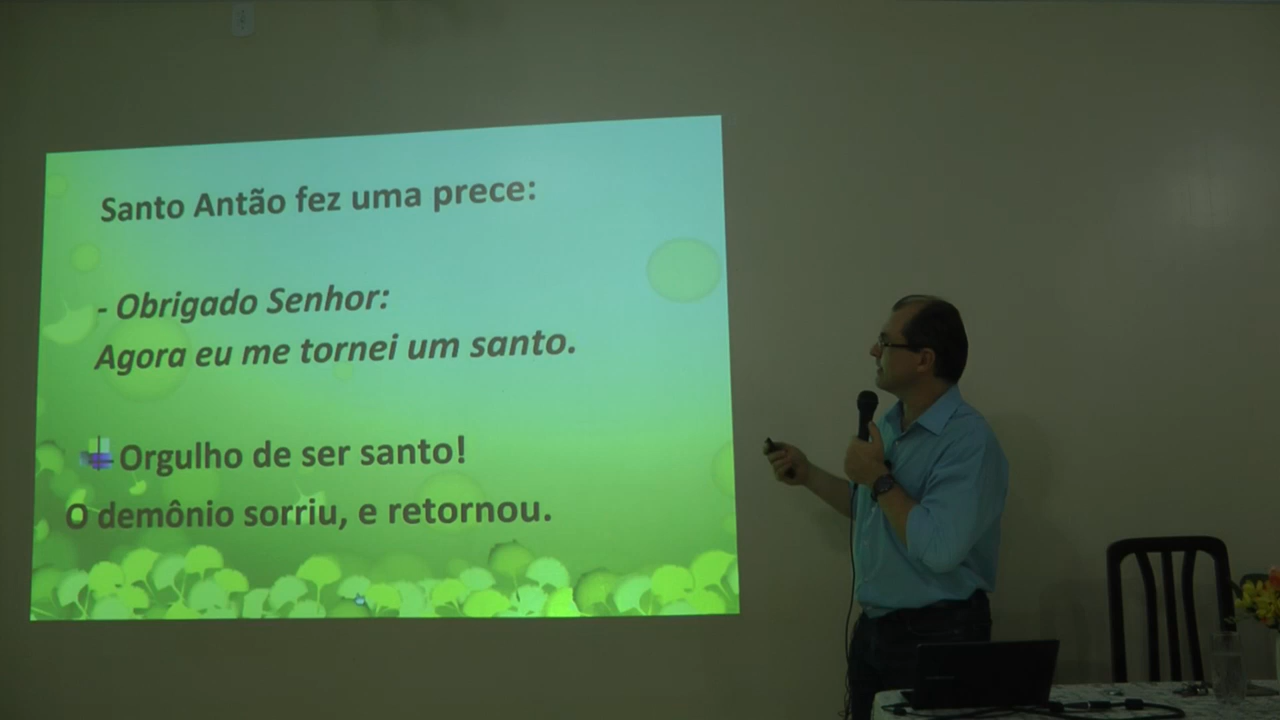 Santo Antão fez uma prece:
- Obrigado Senhor:
Agora eu me tornei um santo.
Orgulho de ser santo!
O demônio sorriu, e retornou.